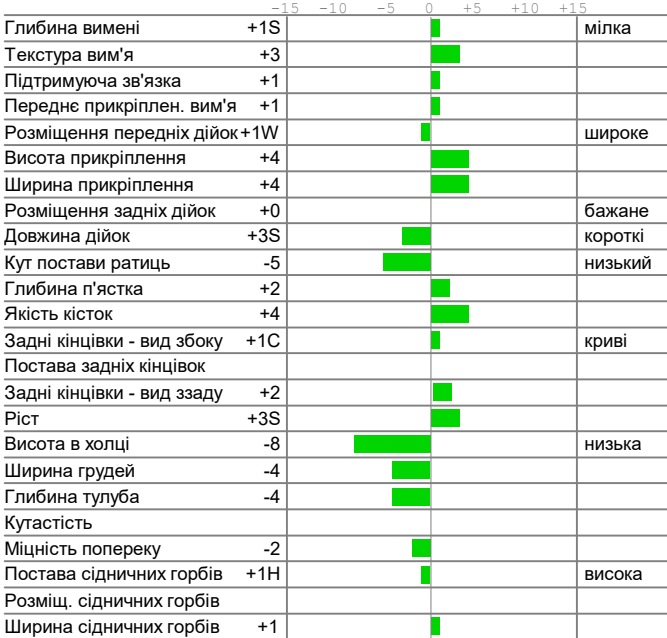 -15 -10 -5 0 +5 +10 +15
Глибина вимені +1S мілка
Текстура вим'я +3
Підтримуюча зв'язка +1
Переднє прикріплен. вим'я +1
Розміщення передніх дійок +1W широке
Висота прикріплення +4
Ширина прикріплення +4
Розміщення задніх дійок +0 бажане
Довжина дійок +3S короткі
Кут постави ратиць -5 низький
Глибина п'ястка +2
Якість кісток +4
Задні кінцівки - вид збоку +1C криві
Постава задніх кінцівок
Задні кінцівки - вид ззаду +2
Ріст +3S
Висота в холці -8 низька
Ширина грудей -4
Глибина тулуба -4
Кутастість
Міцність попереку -2
Постава сідничних горбів +1H висока
Розміщ. сідничних горбів
Ширина сідничних горбів +1